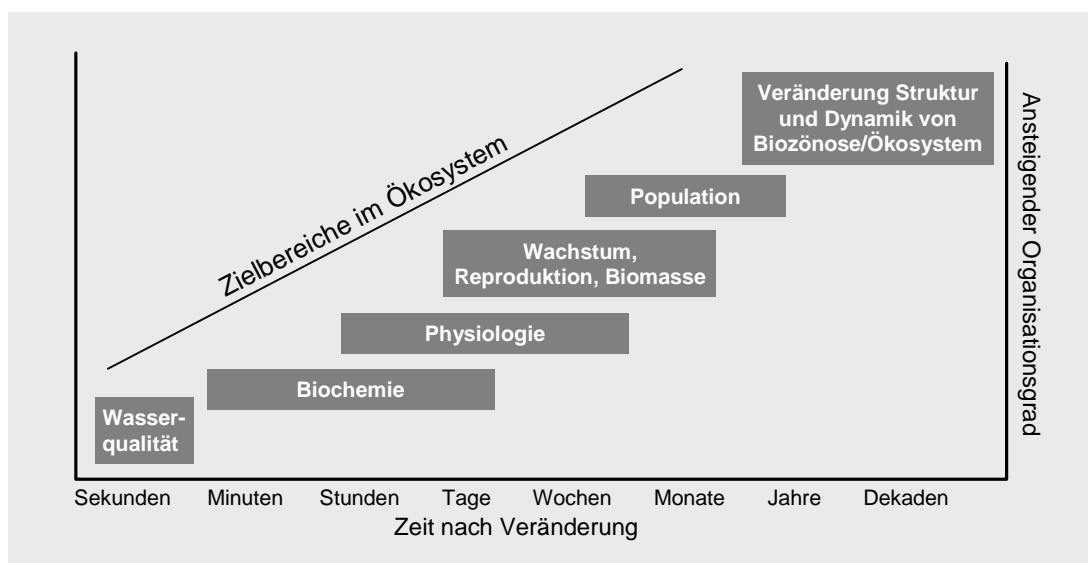 Veränderung Struktur
und Dynamik von
Biozönose/Ökosystem
Ansteigender Organisationsgrad
Zielbereiche im Ökosystem
Population
Wachstum,
Reproduktion, Biomasse
Physiologie
Biochemie
Wasser-
qualität
Sekunden Minuten Stunden Tage Wochen Monate Jahre Dekaden
Zeit nach Veränderung